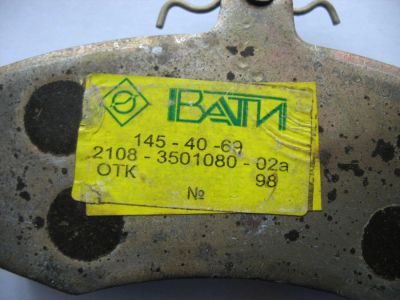 ВАТИ
145 - 40 - 69
2108 - 3501080 - 02а
ОТК 98
№